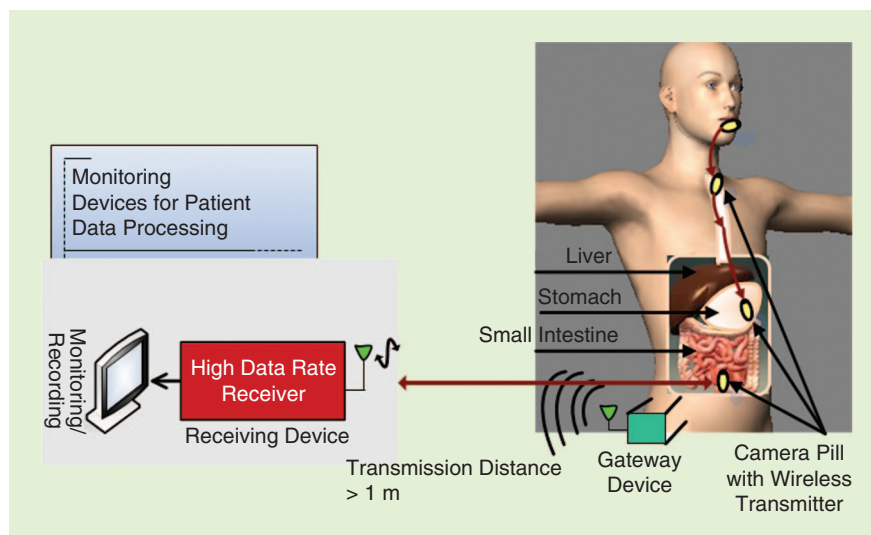 Monitoring
Devices for Patient
Data Processing
Liver
Stomach
Small Intestine
Monitoring/
Recording
High Data Rate
Receiver
Receiving Device
Transmission Distance
> 1 m
Gateway
Device
Camera Pill
with Wireless
Transmitter